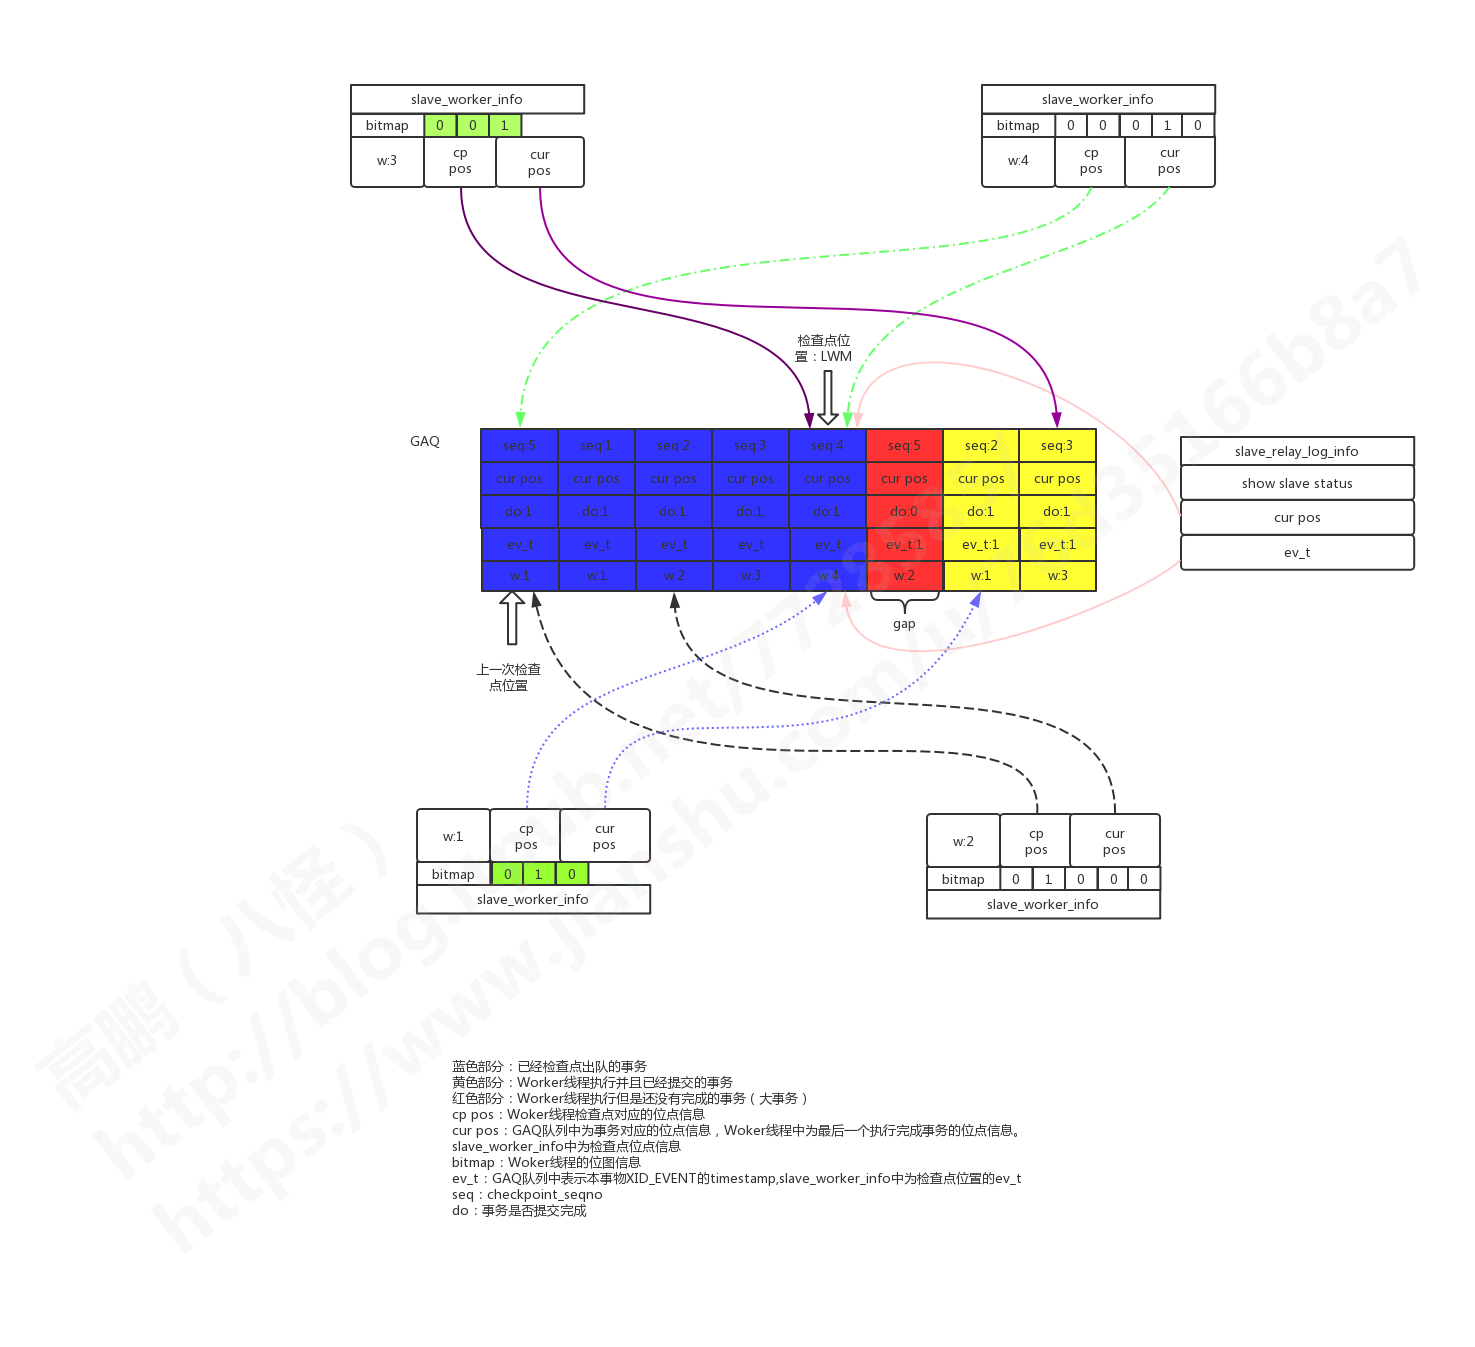 slave_worker_info
bitmap 0 0 1
w:3 cp pos cur pos
slave_worker_info
bitmap 0 0 0 1 0
w:4 cp pos cur pos
检查点位
置：LWM
GAQ
seq:5 seq:1 seq:2 seq:3 seq:4 seq:5 seq:2 seq:3
cur pos cur pos cur pos cur pos cur pos cur pos cur pos cur pos
do:1 do:1 do:1 do:1 do:1 do:0 do:1 do:1
ev_t ev_t ev_t ev_t ev_t ev_t:1 ev_t:1 ev_t:1
w:1 w:1 w:2 w:3 w:4 w:2 w:1 w:3
slave_relay_log_info
show slave status
cur pos
ev_t
gap
上一次检查
点位置
w:1 cp pos cur pos
bitmap 0 1 0
slave_worker_info
w:2 cp pos cur pos
bitmap 0 1 0 0 0
slave_worker_info
蓝色部分：已经检查点出队的事务
黄色部分：Worker线程执行并且已经提交的事务
红色部分：Worker线程执行但是还没有完成的事务（大事务）
cp pos：Woker线程检查点对应的位点信息
cur pos：GAQ队列中为事务对应的位点信息，Woker线程中为最后一个执行完成事务的位点信息。
slave_worker_info中为检查点位点信息
bitmap：Woker线程的位图信息
ev_t：GAQ队列中表示本事物XID_EVENT的timestamp,slave_worker_info中为检查点位置的ev_t
seq：checkpoint_seqno
do：事务是否提交完成
高鹏（八怪）